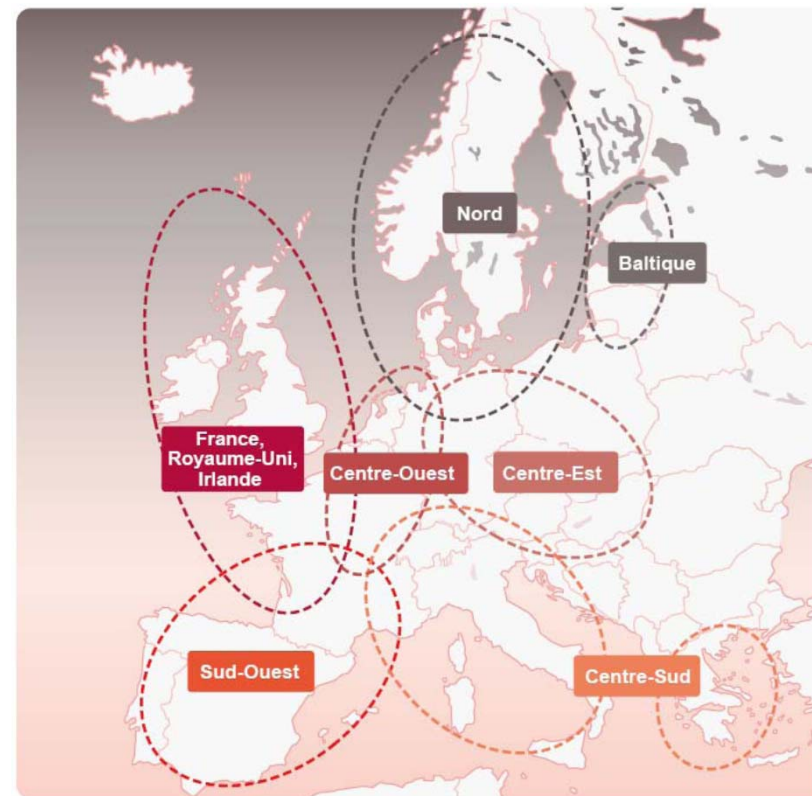 Nord
Baltique
France,
Royaume-Uni,
Irlande
Centre-Ouest
Centre-Est
Sud-Ouest
Centre-Sud